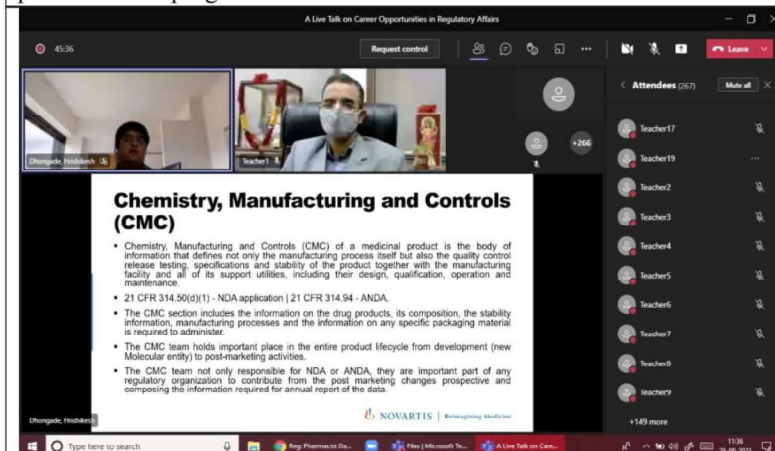 A Live Talk on Career Opportunities in Regulatory Affairs
45:36
Request control
Leave
Attendees (267)
Mute all
Dhongade, Hrishikesh
Teacher1
+266
Teacher17
Teacher19
Teacher2
Teacher3
Teacher4
Teacher5
Teacher6
Teacher7
Teacher8
teacher9
+149 more
Chemistry, Manufacturing and Controls
(CMC)
▪ Chemistry, Manufacturing and Controls (CMC) of a medicinal product is the body of
information that defines not only the manufacturing process itself but also the quality control
release testing, specifications and stability of the product together with the manufacturing
facility and all of its support utilities, including their design, qualification, operation and
maintenance.
▪ 21 CFR 314.50(d)(1) - NDA application | 21 CFR 314.94 - ANDA.
▪ The CMC section includes the information on the drug products, its composition, the stability
information, manufacturing processes and the information on any specific packaging material
is required to administer.
▪ The CMC team holds important place in the entire product lifecycle from development (new
Molecular entity) to post-marketing activities.
▪ The CMC team not only responsible for NDA or ANDA, they are important part of any
regulatory organization to contribute from the post marketing changes prospective and
composing the information required for annual report of the data.
NOVARTIS | Reimagining Medicine
Dhongade, Hrishikesh
Type here to search
Reg. Pharmacist Da...
Files | Microsoft Te...
A Live Talk on Care...
11:36